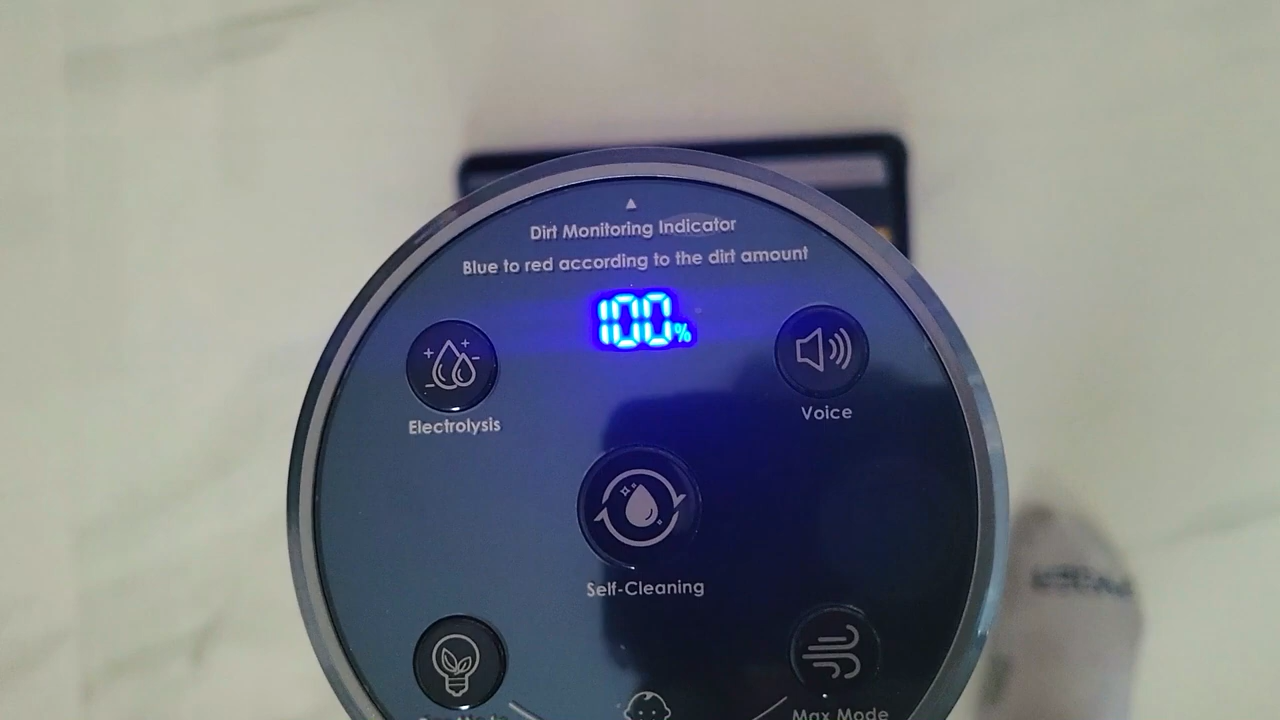 Dirt Monitoring Indicator
Blue to red according to the dirt amount
100%
Electrolysis
Voice
Self-Cleaning
Max Mode